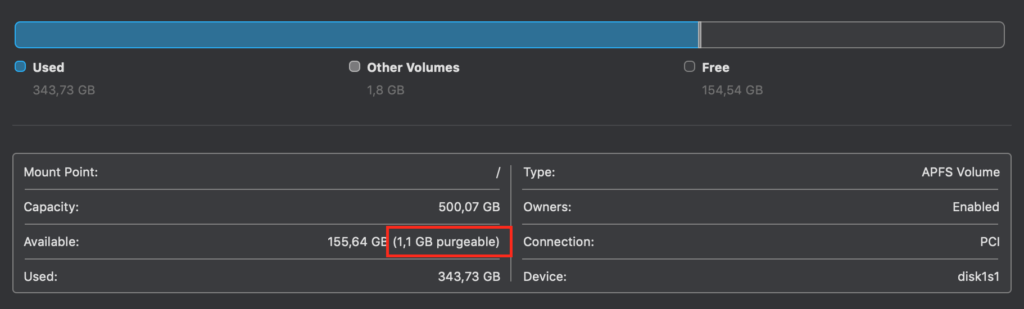 Used
343,73 GB
Other Volumes
1,8 GB
Free
154,54 GB
Mount Point: /
Capacity: 500,07 GB
Available: 155,64 GB (1,1 GB purgeable)
Used: 343,73 GB
Type: APFS Volume
Owners: Enabled
Connection: PCI
Device: disk1s1